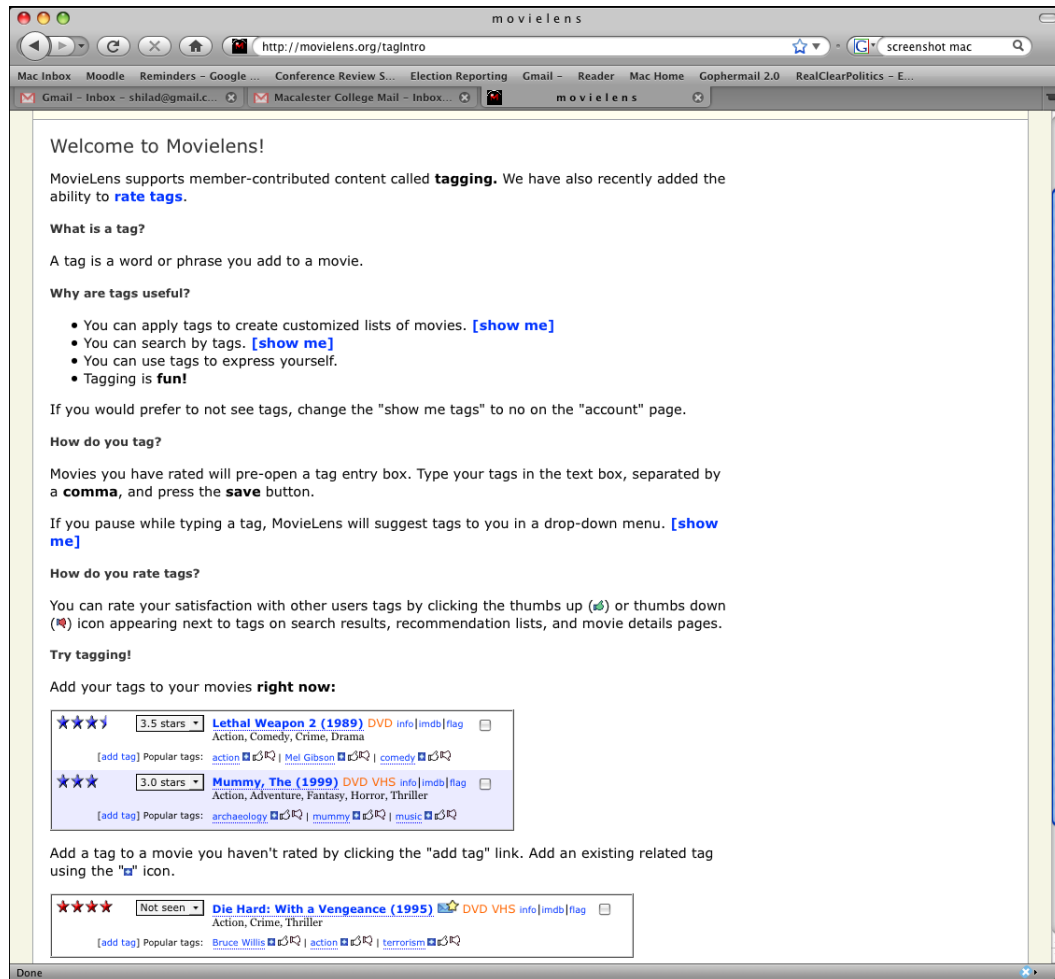 movielens
http://movielens.org/tagIntro
screenshot mac
Mac Inbox Moodle Reminders – Google ... Conference Review S... Election Reporting Gmail – Reader Mac Home Gophermail 2.0 RealClearPolitics – E...
Gmail – Inbox – shilad@gmail.c... Macalester College Mail – Inbox... movielens
Welcome to Movielens!
MovieLens supports member-contributed content called tagging. We have also recently added the
ability to rate tags.
What is a tag?
A tag is a word or phrase you add to a movie.
Why are tags useful?
• You can apply tags to create customized lists of movies. [show me]
• You can search by tags. [show me]
• You can use tags to express yourself.
• Tagging is fun!
If you would prefer to not see tags, change the "show me tags" to no on the "account" page.
How do you tag?
Movies you have rated will pre-open a tag entry box. Type your tags in the text box, separated by
a comma, and press the save button.
If you pause while typing a tag, MovieLens will suggest tags to you in a drop-down menu. [show
me]
How do you rate tags?
You can rate your satisfaction with other users tags by clicking the thumbs up () or thumbs down
() icon appearing next to tags on search results, recommendation lists, and movie details pages.
Try tagging!
Add your tags to your movies right now:
3.5 stars Lethal Weapon 2 (1989) DVD info|imdb|flag
Action, Comedy, Crime, Drama
[add tag] Popular tags: action | Mel Gibson | comedy
3.0 stars Mummy, The (1999) DVD VHS info|imdb|flag
Action, Adventure, Fantasy, Horror, Thriller
[add tag] Popular tags: archaeology | mummy | music
Add a tag to a movie you haven't rated by clicking the "add tag" link. Add an existing related tag
using the "" icon.
Not seen Die Hard: With a Vengeance (1995) DVD VHS info|imdb|flag
Action, Crime, Thriller
[add tag] Popular tags: Bruce Willis | action | terrorism
Done